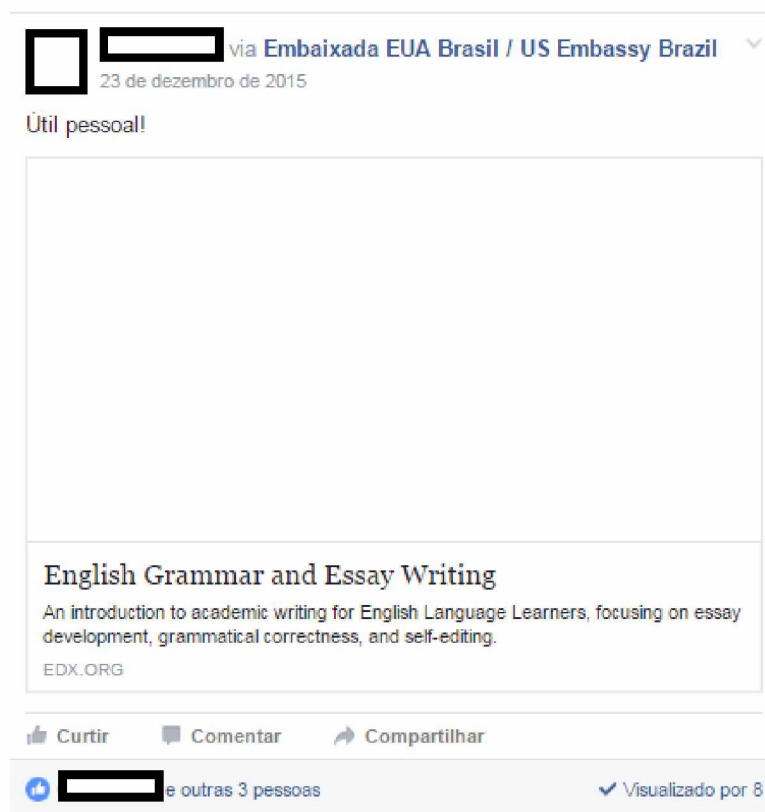 via Embaixada EUA Brasil / US Embassy Brazil
23 de dezembro de 2015
Útil pessoal!
English Grammar and Essay Writing
An introduction to academic writing for English Language Learners, focusing on essay
development, grammatical correctness, and self-editing.
EDX.ORG
Curtir Comentar Compartilhar
e outras 3 pessoas Visualizado por 8